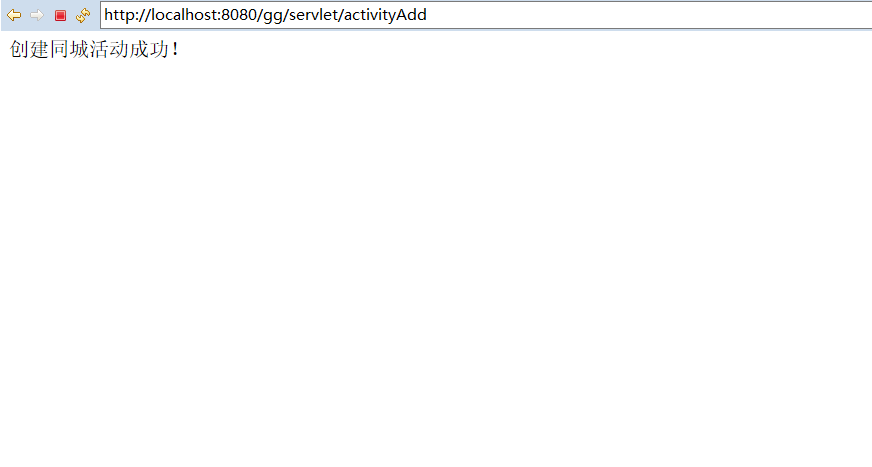 http://localhost:8080/gg/servlet/activityAdd
创建同城活动成功！